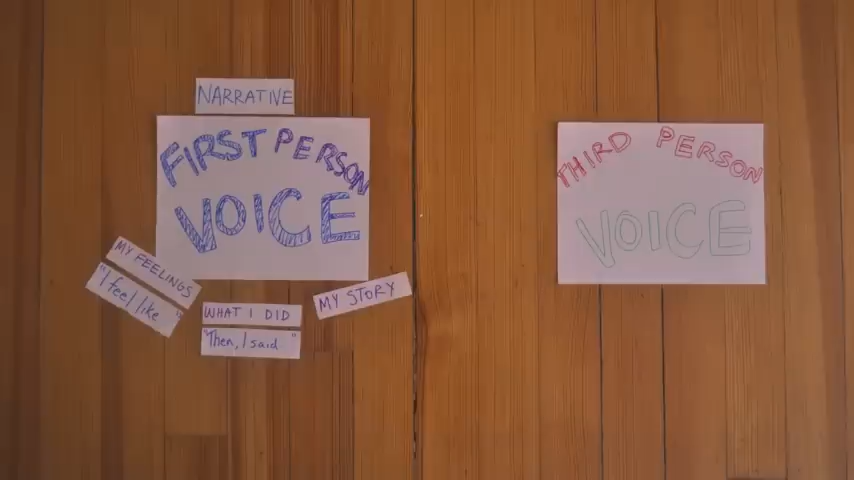 NARRATIVE
FIRST PERSON
VOICE
MY FEELINGS
"I feel like "
WHAT I DID
"Then, I said "
MY STORY
THIRD PERSON
VOICE